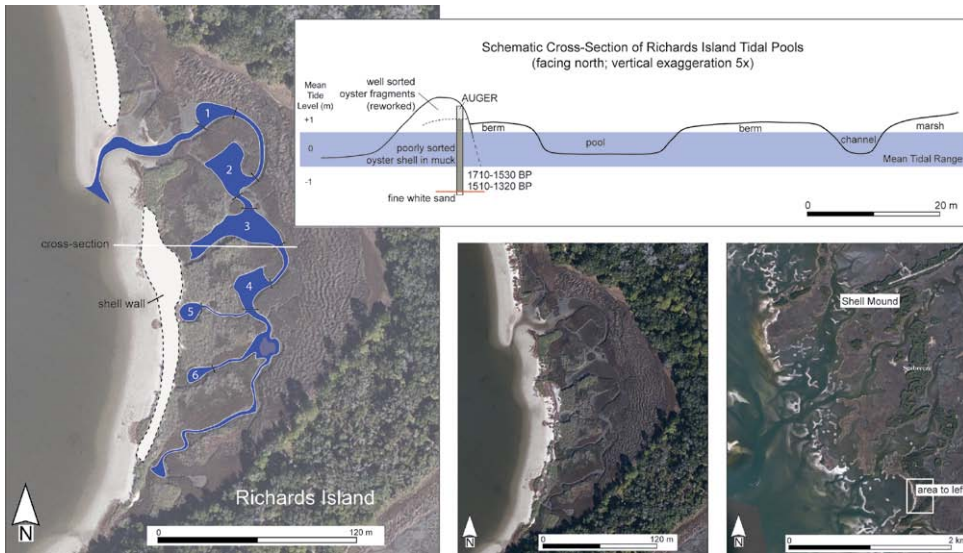 1
2
3
4
5
6
cross-section
shell wall
Richards Island
N
0
120 m
Schematic Cross-Section of Richards Island Tidal Pools
(facing north; vertical exaggeration 5x)
Mean
Tide
Level (m)
+1
0
-1
well sorted
oyster fragments
(reworked)
AUGER
berm
pool
berm
channel
marsh
poorly sorted
oyster shell in muck
Mean Tidal Range
1710-1530 BP
1510-1320 BP
fine white sand
0
20 m
N
0
120 m
Shell Mound
area to left
N
0
2 km